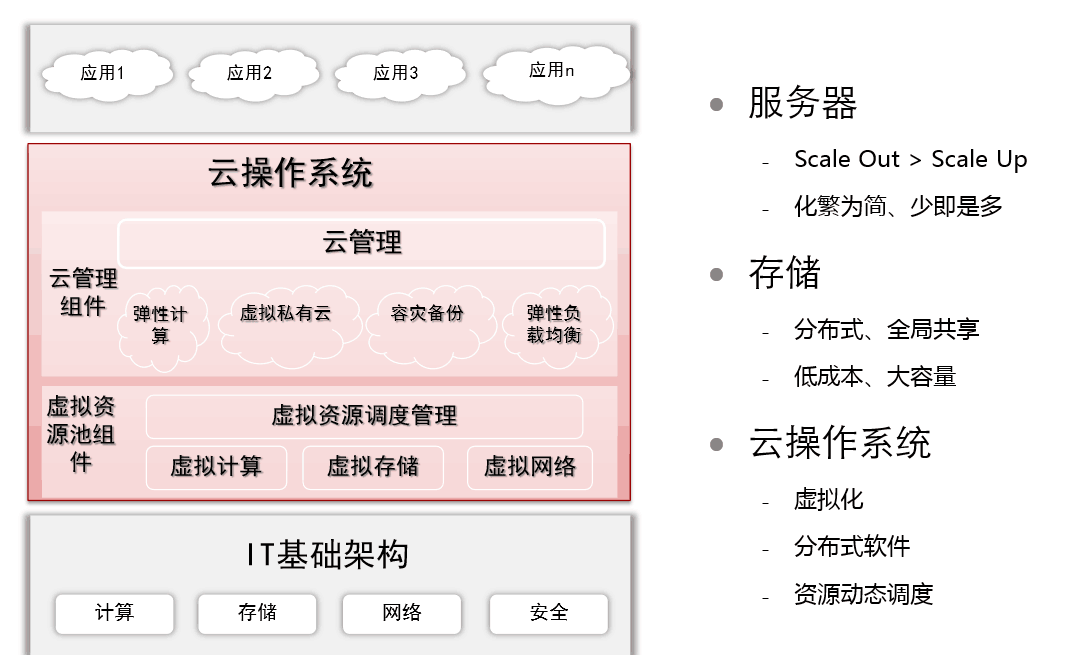 应用1
应用2
应用3
应用n
云操作系统
云管理
云管理
组件
弹性计
算
虚拟私有云
容灾备份
弹性负
载均衡
虚拟资
源池组
件
虚拟资源调度管理
虚拟计算
虚拟存储
虚拟网络
IT基础架构
计算
存储
网络
安全
• 服务器
- Scale Out > Scale Up
- 化繁为简、少即是多
• 存储
- 分布式、全局共享
- 低成本、大容量
• 云操作系统
- 虚拟化
- 分布式软件
- 资源动态调度